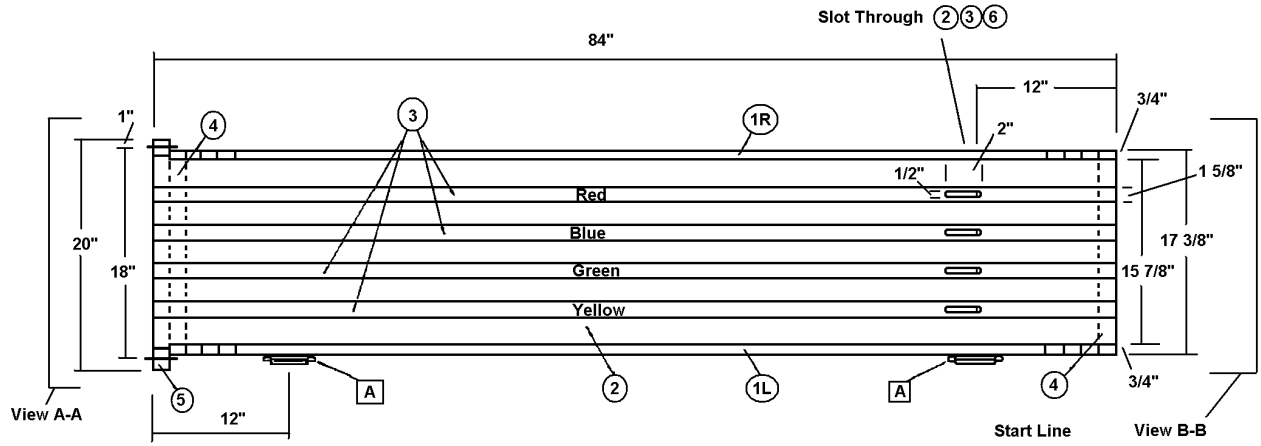 Slot Through 2 3 6
84"
12"
3/4"
1"
4
3
1R
2"
1/2"
1 5/8"
Red
Blue
20"
17 3/8"
18"
Green
15 7/8"
Yellow
A
A
3/4"
5
2
1L
4
View A-A
12"
Start Line
View B-B